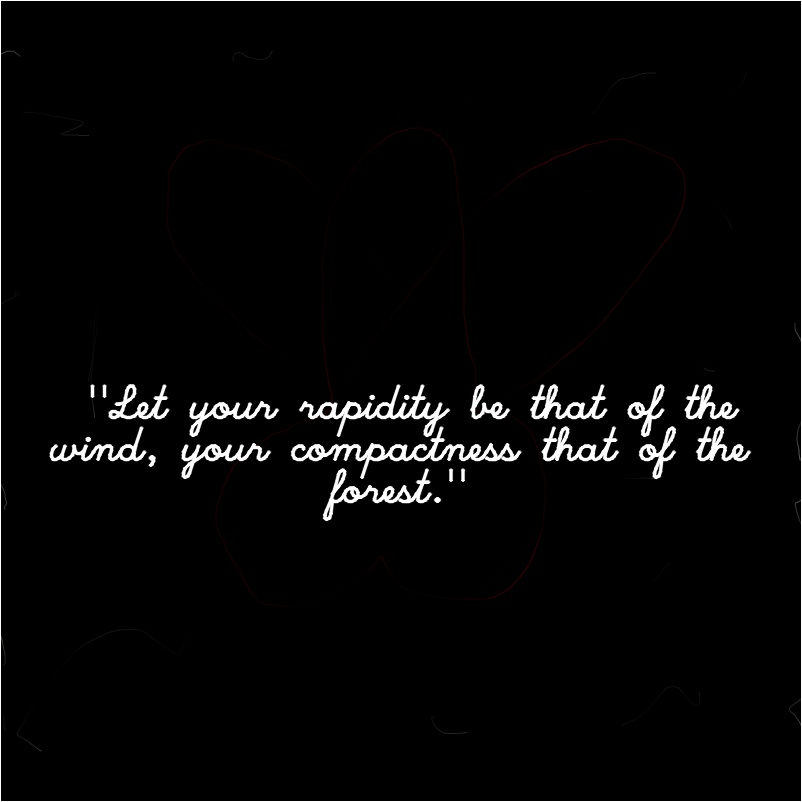 "Let your rapidity be that of the
wind, your compactness that of the
forest."